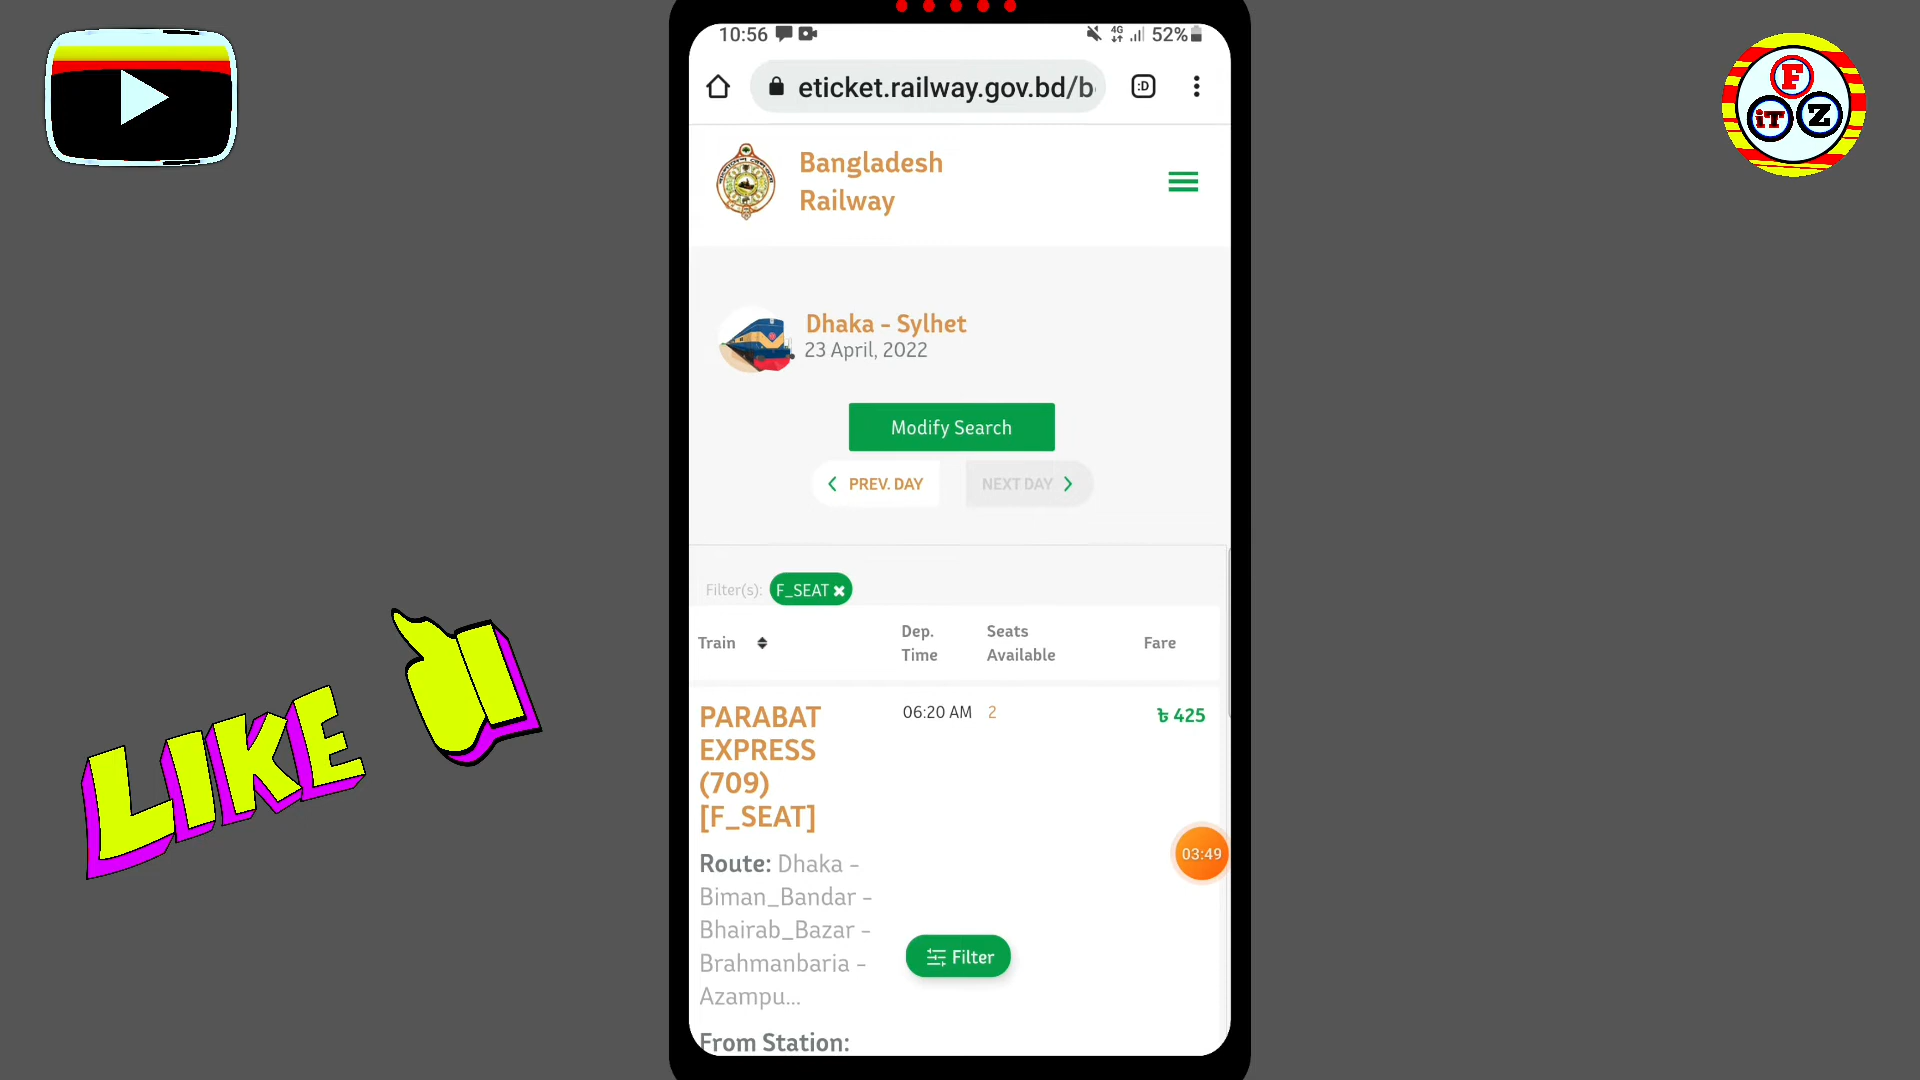 10:56
4G
52%
eticket.railway.gov.bd/b
:D
Bangladesh
Railway
F
iT
Z
Dhaka - Sylhet
23 April, 2022
Modify Search
PREV. DAY
NEXT DAY
Filter(s): F_SEAT
Train
Dep.
Time
Seats
Available
Fare
PARABAT
EXPRESS
(709)
[F_SEAT]
06:20 AM
2
৳ 425
Route: Dhaka -
Biman_Bandar -
Bhairab_Bazar -
Brahmanbaria -
Azampu...
From Station:
03:49
Filter
LIKE